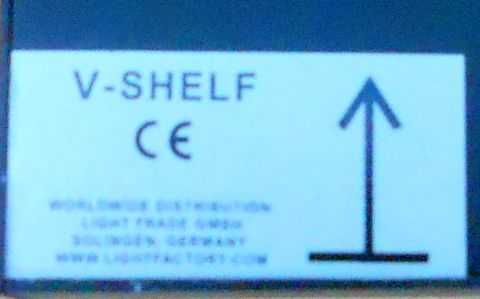 V-SHELF
CE
WORLDWIDE DISTRIBUTION:
LIGHT TRADE GMBH
SOLINGEN, GERMANY
WWW.LIGHTFACTORY.COM